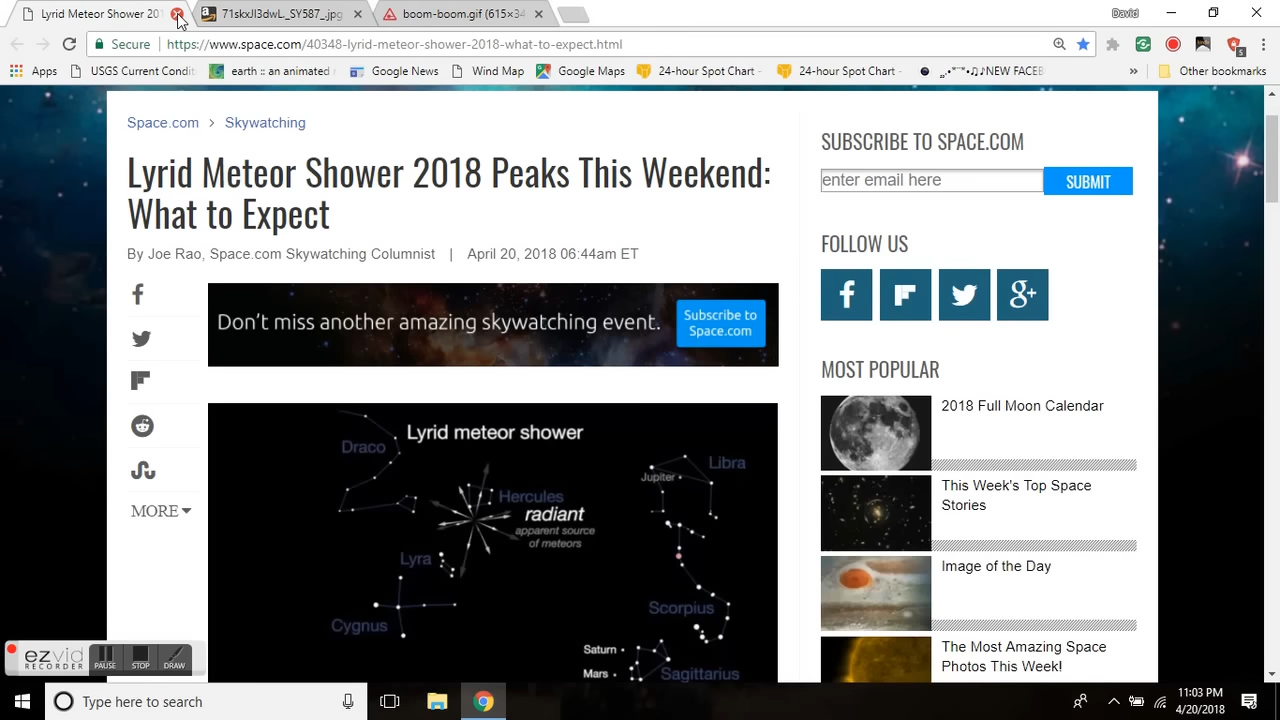 Lyrid Meteor Shower 201
71skxJl3dwL._SY587_.jpg
boom-boom.gif (615×34
David
Secure
https://www.space.com/40348-lyrid-meteor-shower-2018-what-to-expect.html
5
Apps
USGS Current Condit
earth :: an animated
Google News
Wind Map
Google Maps
24-hour Spot Chart -
24-hour Spot Chart -
NEW FACEB
»
Other bookmarks
Space.com > Skywatching
Lyrid Meteor Shower 2018 Peaks This Weekend:
What to Expect
By Joe Rao, Space.com Skywatching Columnist | April 20, 2018 06:44am ET
Don't miss another amazing skywatching event.
Subscribe to
Space.com
MORE
Lyrid meteor shower
Draco
Hercules
radiant
apparent source
of meteors
Lyra
Cygnus
Libra
Jupiter
Scorpius
Saturn
Mars
Sagittarius
SUBSCRIBE TO SPACE.COM
enter email here
SUBMIT
FOLLOW US
MOST POPULAR
2018 Full Moon Calendar
This Week's Top Space
Stories
Image of the Day
The Most Amazing Space
Photos This Week!
ezvid
RECORDER
PAUSE
STOP
DRAW
Type here to search
11:03 PM
4/20/2018